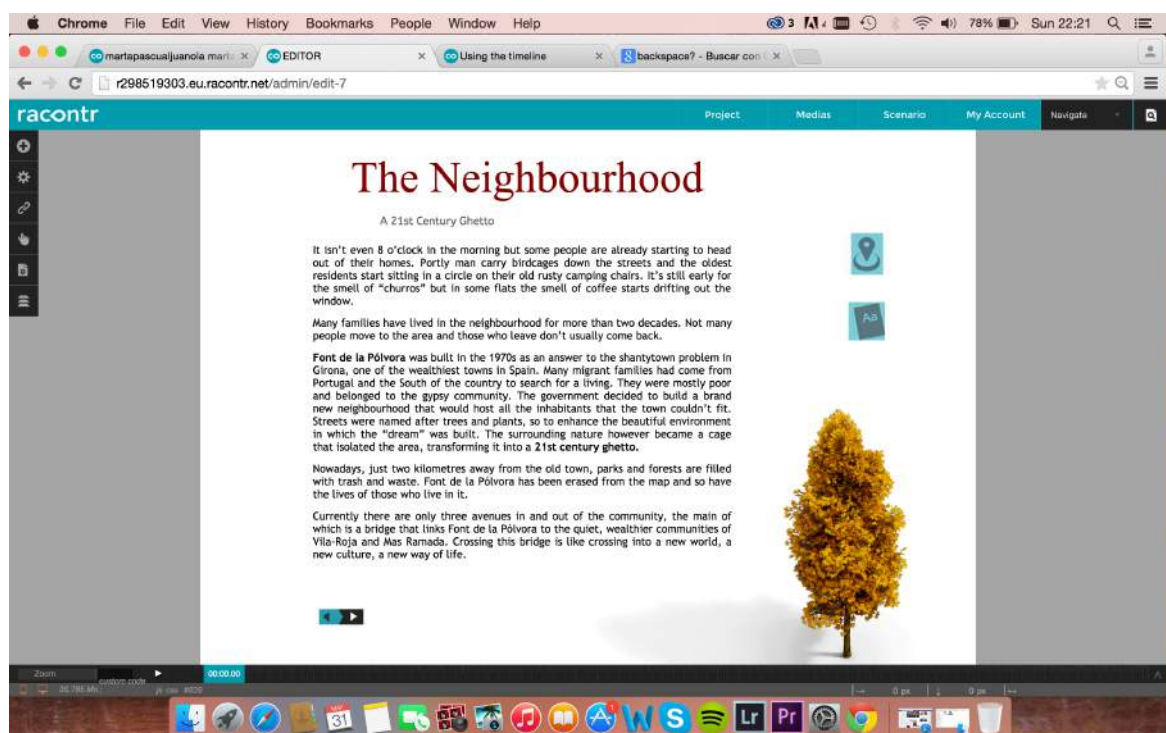 Chrome File Edit View History Bookmarks People Window Help 3 78% Sun 22:21
martapascualjuanola mart EDITOR Using the timeline backspace? - Buscar con
r298519303.eu.racontr.net/admin/edit-7
racontr Project Medias Scenario My Account Navigate
The Neighbourhood
A 21st Century Ghetto
It isn't even 8 o'clock in the morning but some people are already starting to head
out of their homes. Portly man carry birdcages down the streets and the oldest
residents start sitting in a circle on their old rusty camping chairs. It's still early for
the smell of “churros” but in some flats the smell of coffee starts drifting out the
window.
Many families have lived in the neighbourhood for more than two decades. Not many
people move to the area and those who leave don't usually come back.
Font de la Pólvora was built in the 1970s as an answer to the shantytown problem in
Girona, one of the wealthiest towns in Spain. Many migrant families had come from
Portugal and the South of the country to search for a living. They were mostly poor
and belonged to the gypsy community. The government decided to build a brand
new neighbourhood that would host all the inhabitants that the town couldn't fit.
Streets were named after trees and plants, so to enhance the beautiful environment
in which the “dream” was built. The surrounding nature however became a cage
that isolated the area, transforming it into a 21st century ghetto.
Nowadays, just two kilometres away from the old town, parks and forests are filled
with trash and waste. Font de la Pólvora has been erased from the map and so have
the lives of those who live in it.
Currently there are only three avenues in and out of the community, the main of
which is a bridge that links Font de la Pólvora to the quiet, wealthier communities of
Vila-Roja and Mas Ramada. Crossing this bridge is like crossing into a new world, a
new culture, a new way of life.
Aa
Zoom 00:00.00
custom code
js css 0 px 0 px
31
Lr Pr